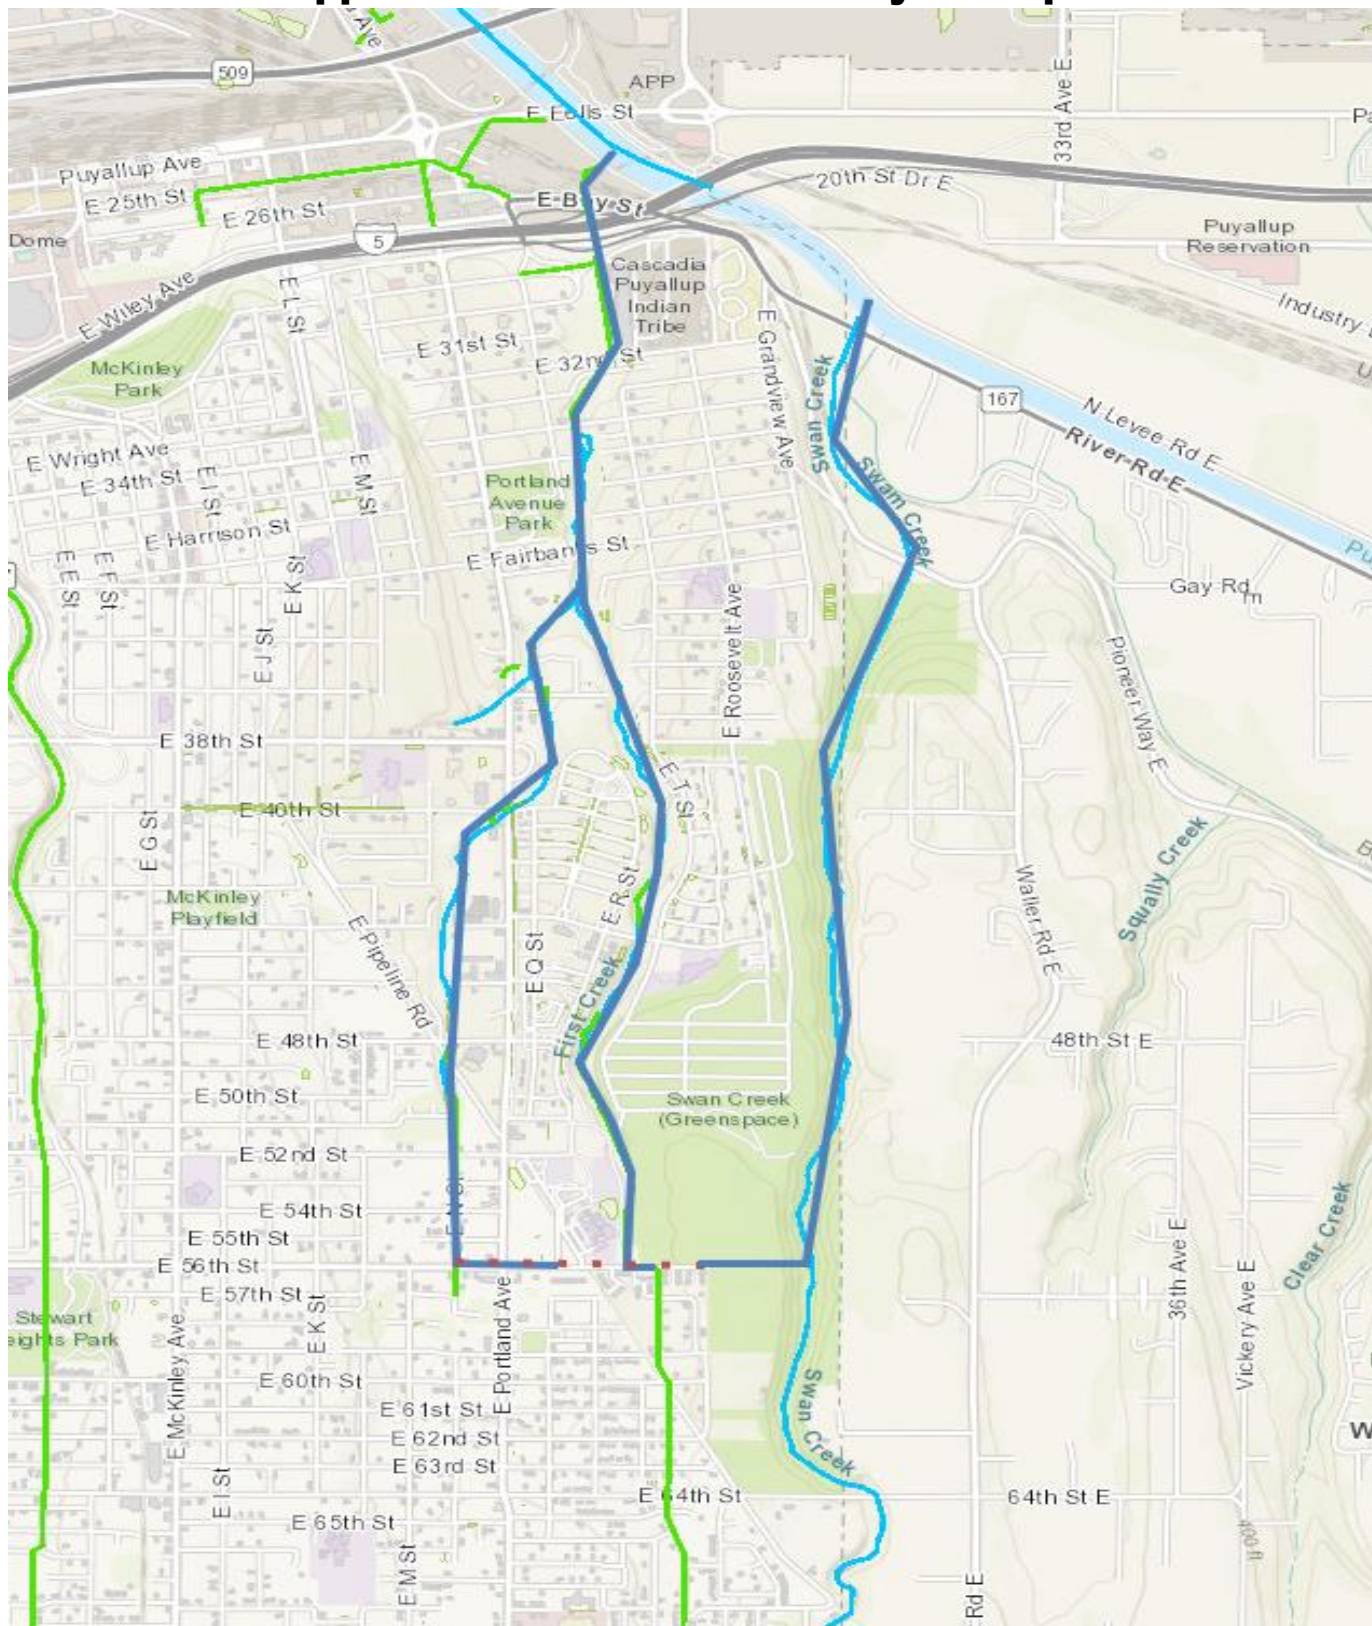 509
APP
E Eells St
33rd Ave E
Puyallup Ave
E 25th St
E 26th St
E Bay St
20th St Dr E
5
Dome
Puyallup
Reservation
E Wiley Ave
E L St
Cascadia
Puyallup
Indian
Tribe
Industry
E 31st St
E 32nd St
E Grandview Ave
McKinley
Park
Swan Creek
167
N Levee Rd E
River Rd E
E Wright Ave
E 34th St
E I St
E M St
Portland
Avenue
Park
Swam Creek
E Harrison St
E Fairbanks St
E E St
E F St
E K St
Gay Rd
E J St
E Roosevelt Ave
Pioneer Way E
E 38th St
E T St
E 40th St
E G St
Squally Creek
McKinley
Playfield
E R St
Waller Rd E
E Pipeline Rd
E Q St
First Creek
E 48th St
48th St E
E 50th St
Swan Creek
(Greenspace)
E 52nd St
E N St
E 54th St
E 55th St
E 56th St
E 57th St
36th Ave E
Vickery Ave E
Clear Creek
Stewart
eights Park
E K St
E McKinley Ave
E Portland Ave
E 60th St
E 61st St
E 62nd St
E 63rd St
Swan Creek
E 64th St
64th St E
E I St
E 65th St
E M St
400 ft
Rd E